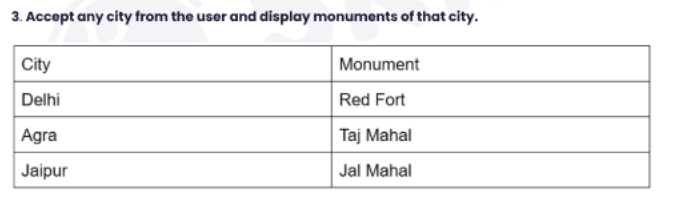 3. Accept any city from the user and display monuments of that city.
City Monument
Delhi Red Fort
Agra Taj Mahal
Jaipur Jal Mahal